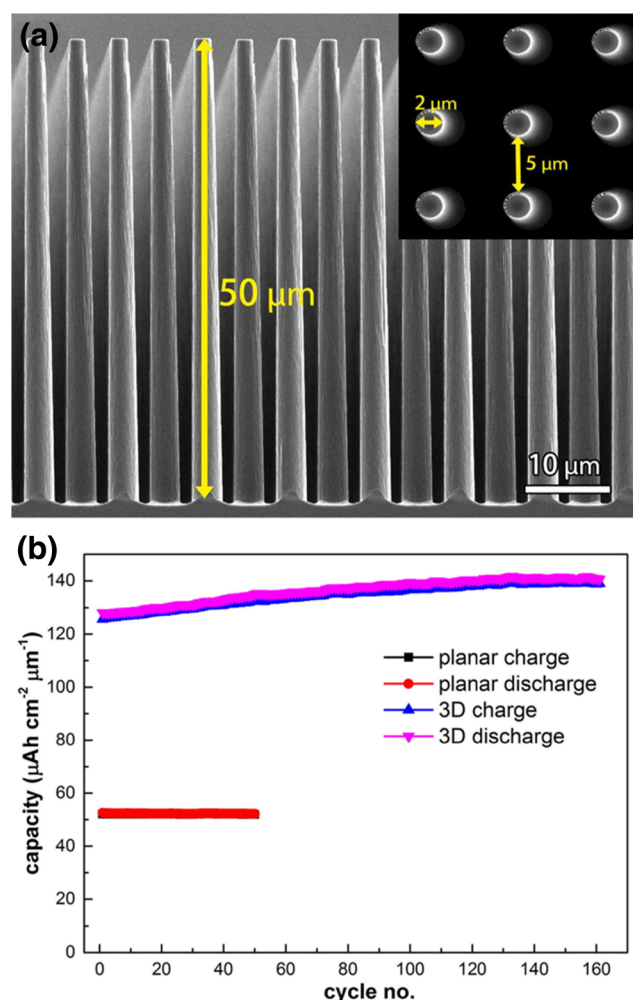 (a)
2 μm
5 μm
50 μm
10 μm
(b)
capacity (μAh cm⁻² μm⁻¹)
140
120
100
80
60
40
20
0
planar charge
planar discharge
3D charge
3D discharge
0 20 40 60 80 100 120 140 160
cycle no.